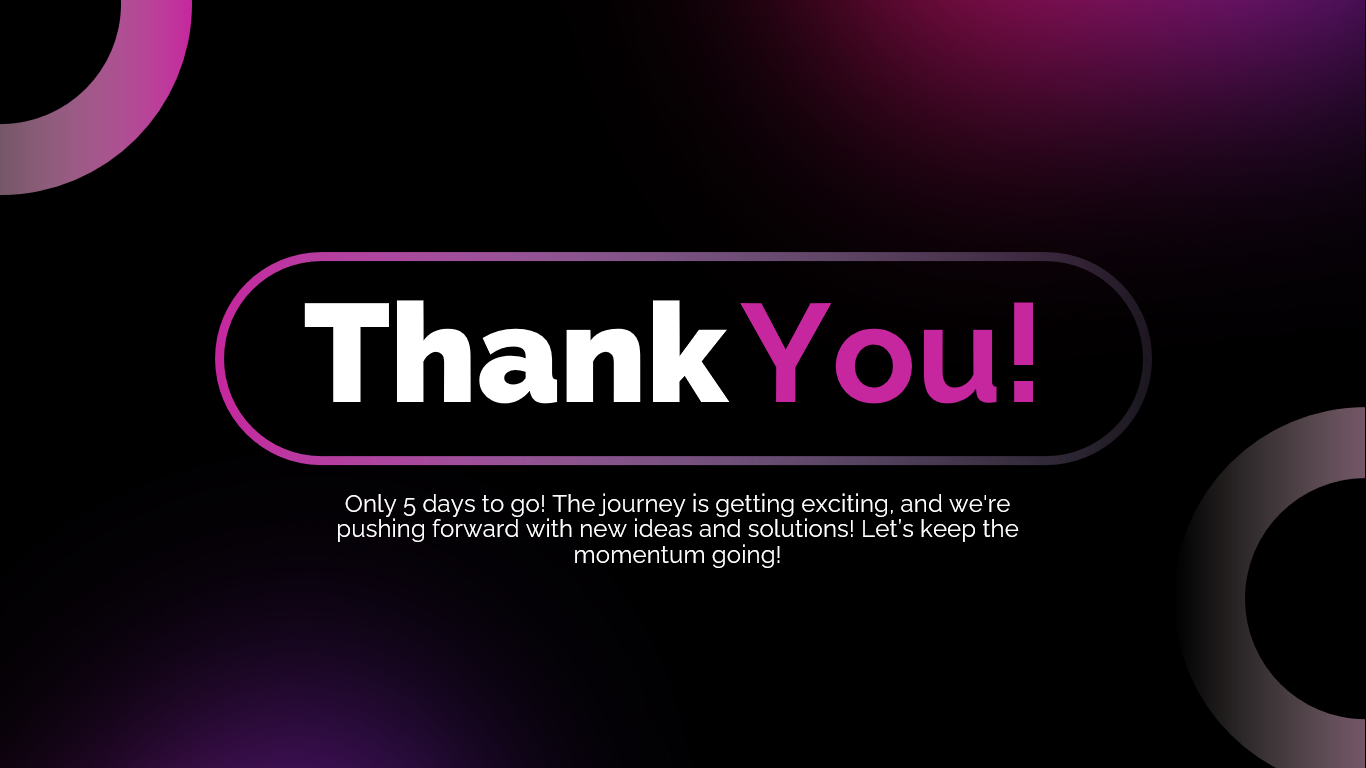 Thank You!
Only 5 days to go! The journey is getting exciting, and we're
pushing forward with new ideas and solutions! Let's keep the
momentum going!